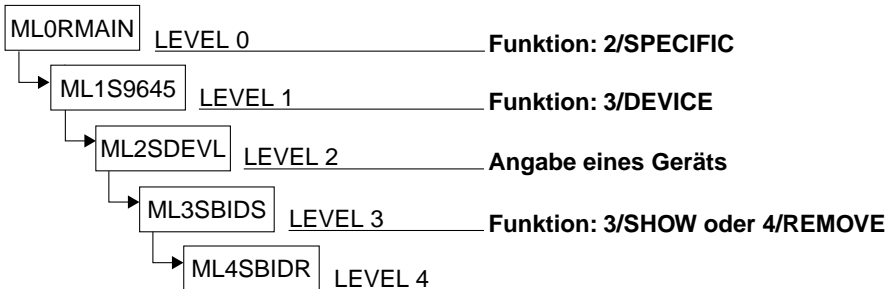 ML0RMAIN LEVEL 0 Funktion: 2/SPECIFIC
ML1S9645 LEVEL 1 Funktion: 3/DEVICE
ML2SDEVL LEVEL 2 Angabe eines Geräts
ML3SBIDS LEVEL 3 Funktion: 3/SHOW oder 4/REMOVE
ML4SBIDR LEVEL 4